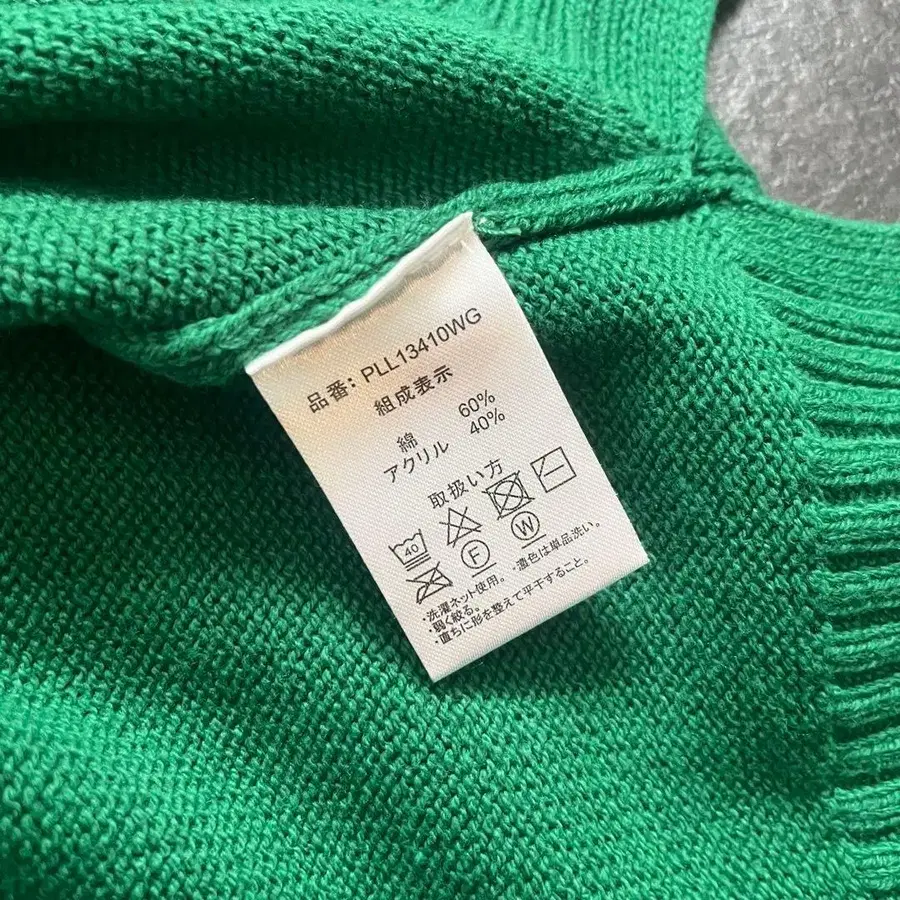 品番: PLL13410WG
組成表示
綿 60%
アクリル 40%
取扱い方
40
F W
・洗濯ネット使用。・濃色は単品洗い。
・弱く絞る。
・直ちに形を整えて平干すること。